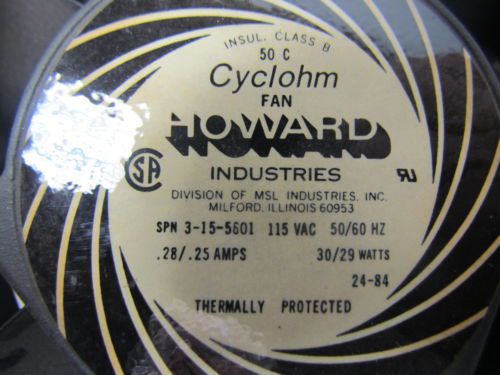 INSUL. CLASS B
50 C
Cyclohm
FAN
HOWARD
INDUSTRIES
DIVISION OF MSL INDUSTRIES, INC.
MILFORD, ILLINOIS 60953
SPN 3-15-5601 115 VAC 50/60 HZ
.28/.25 AMPS 30/29 WATTS
24-84
THERMALLY PROTECTED